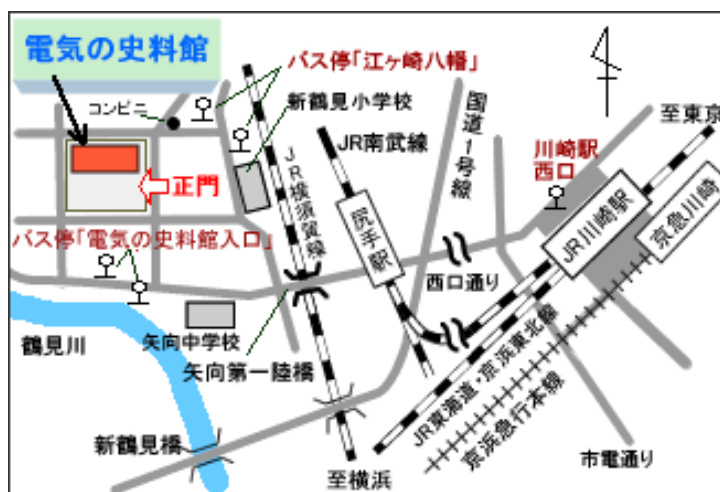 電気の史料館
バス停「江ヶ崎八幡」
コンビニ
新鶴見小学校
JR南武線
国道1号線
至東京
川崎駅
西口
正門
JR横須賀線
尻手駅
JR川崎駅
京急川崎
バス停「電気の史料館入口」
西口通り
鶴見川
矢向中学校
矢向第一陸橋
JR東海道・京浜東北線
京浜急行本線
新鶴見橋
至横浜
市電通り